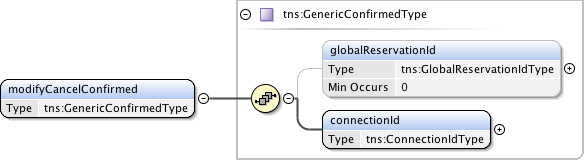 tns:GenericConfirmedType
globalReservationId
Type tns:GlobalReservationIdType
Min Occurs 0
modifyCancelConfirmed
Type tns:GenericConfirmedType
connectionId
Type tns:ConnectionIdType